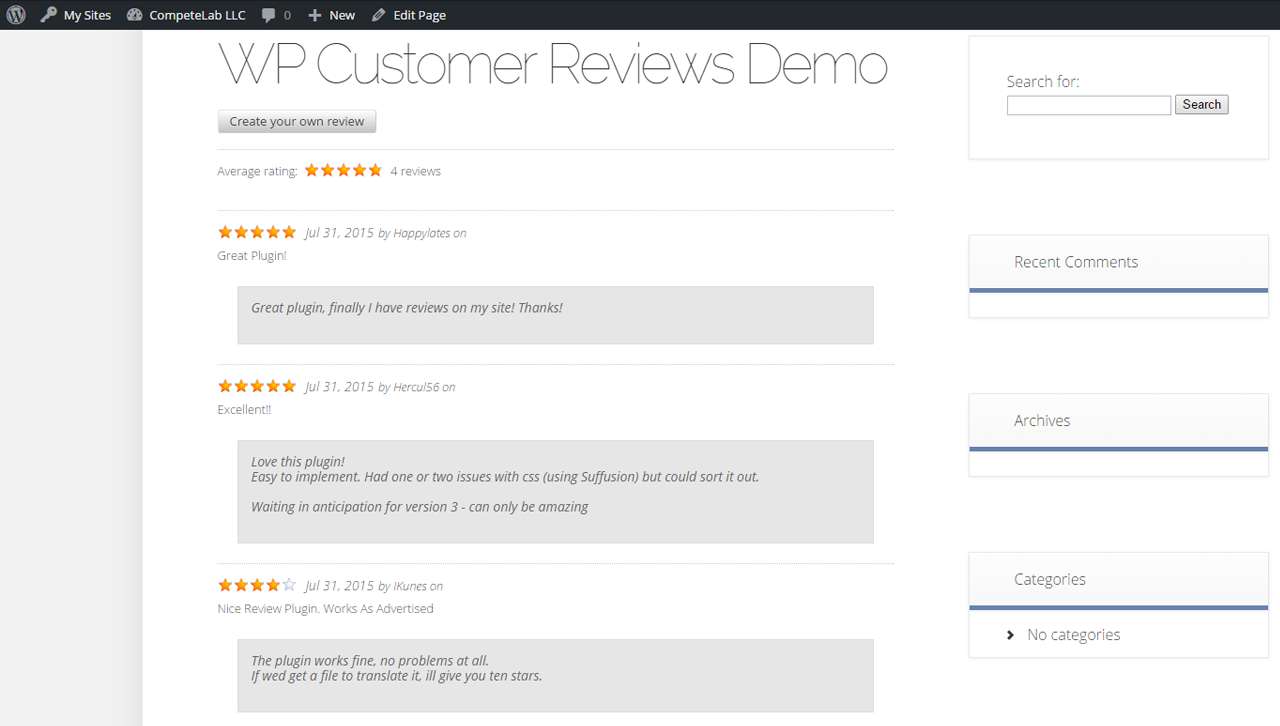 My Sites CompeteLab LLC 0 New Edit Page
WP Customer Reviews Demo
Create your own review
Average rating: 4 reviews
Jul 31, 2015 by Happylates on
Great Plugin!
Great plugin, finally I have reviews on my site! Thanks!
Jul 31, 2015 by Hercul56 on
Excellent!!
Love this plugin!
Easy to implement. Had one or two issues with css (using Suffusion) but could sort it out.
Waiting in anticipation for version 3 - can only be amazing
Jul 31, 2015 by IKunes on
Nice Review Plugin. Works As Advertised
The plugin works fine, no problems at all.
If wed get a file to translate it, ill give you ten stars.
Search for:
Search
Recent Comments
Archives
Categories
No categories